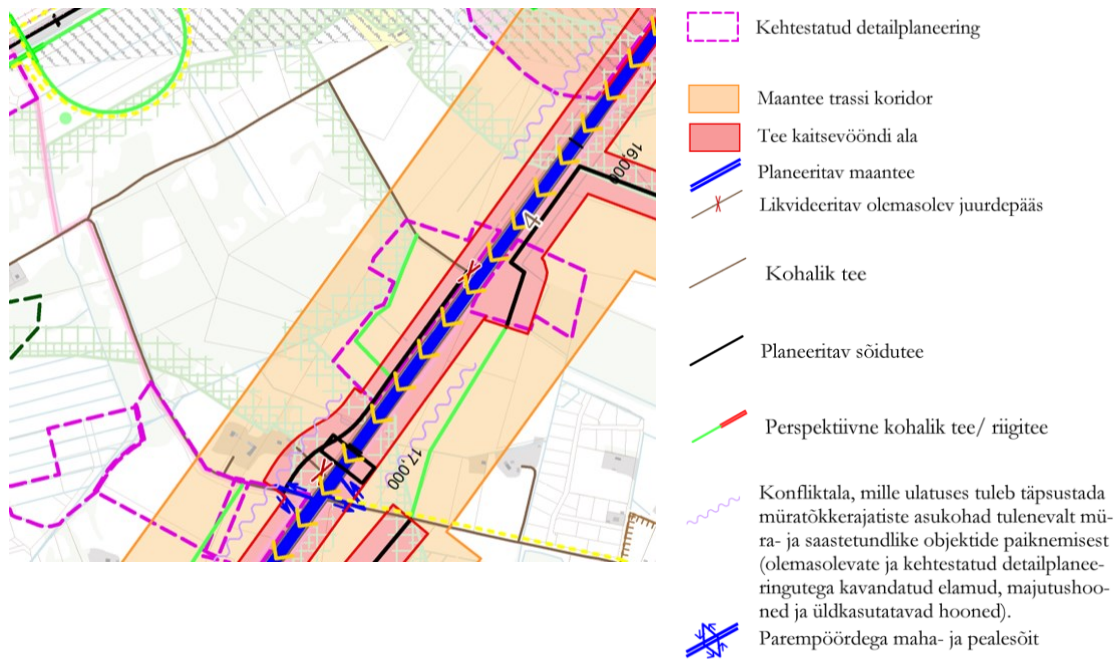 16,000
4
17,000
Kehtestatud detailplaneering
Maantee trassi koridor
Tee kaitsevööndi ala
Planeeritav maantee
Likvideeritav olemasolev juurdepääs
Kohalik tee
Planeeritav sõidutee
Perspektiivne kohalik tee/ riigitee
Konfliktala, mille ulatuses tuleb täpsustada
müratõkkerajatiste asukohad tulenevalt mü-
ra- ja saastetundlike objektide paiknemisest
(olemasolevate ja kehtestatud detailplanee-
ringutega kavandatud elamud, majutushoo-
ned ja üldkasutatavad hooned).
Parempöördega maha- ja pealesõit